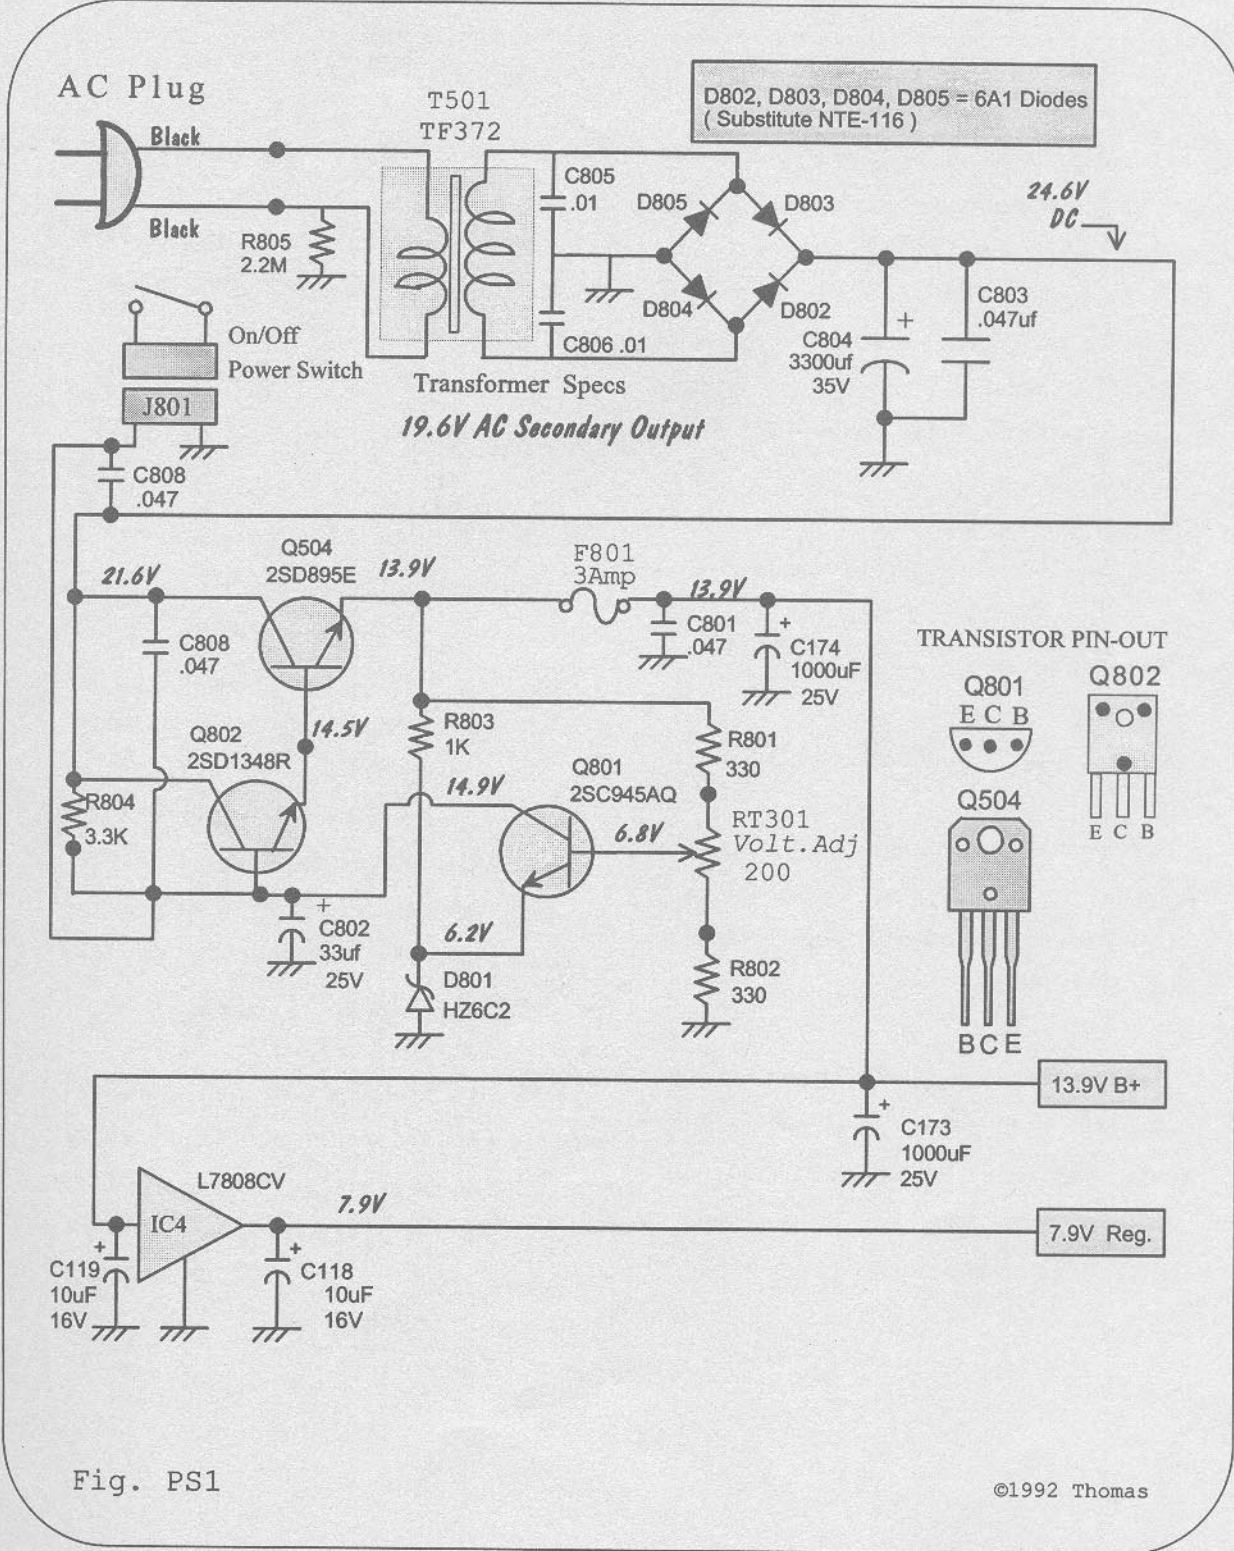 AC Plug
Black
Black
R805
2.2M
T501
TF372
D802, D803, D804, D805 = 6A1 Diodes
( Substitute NTE-116 )
C805
.01
D805
D803
D804
D802
C806 .01
24.6V
DC
C803
.047uf
+
C804
3300uf
35V
On/Off
Power Switch
J801
Transformer Specs
19.6V AC Secondary Output
C808
.047
21.6V
Q504
2SD895E
13.9V
F801
3Amp
13.9V
C808
.047
C801
.047
+
C174
1000uF
25V
TRANSISTOR PIN-OUT
Q801
E C B
Q802
E C B
Q504
B C E
Q802
2SD1348R
14.5V
R803
1K
R801
330
R804
3.3K
14.9V
Q801
2SC945AQ
6.8V
RT301
Volt.Adj
200
+
C802
33uf
25V
6.2V
D801
HZ6C2
R802
330
13.9V B+
+
C173
1000uF
25V
L7808CV
IC4
7.9V
7.9V Reg.
+
C119
10uF
16V
+
C118
10uF
16V
Fig. PS1
©1992 Thomas